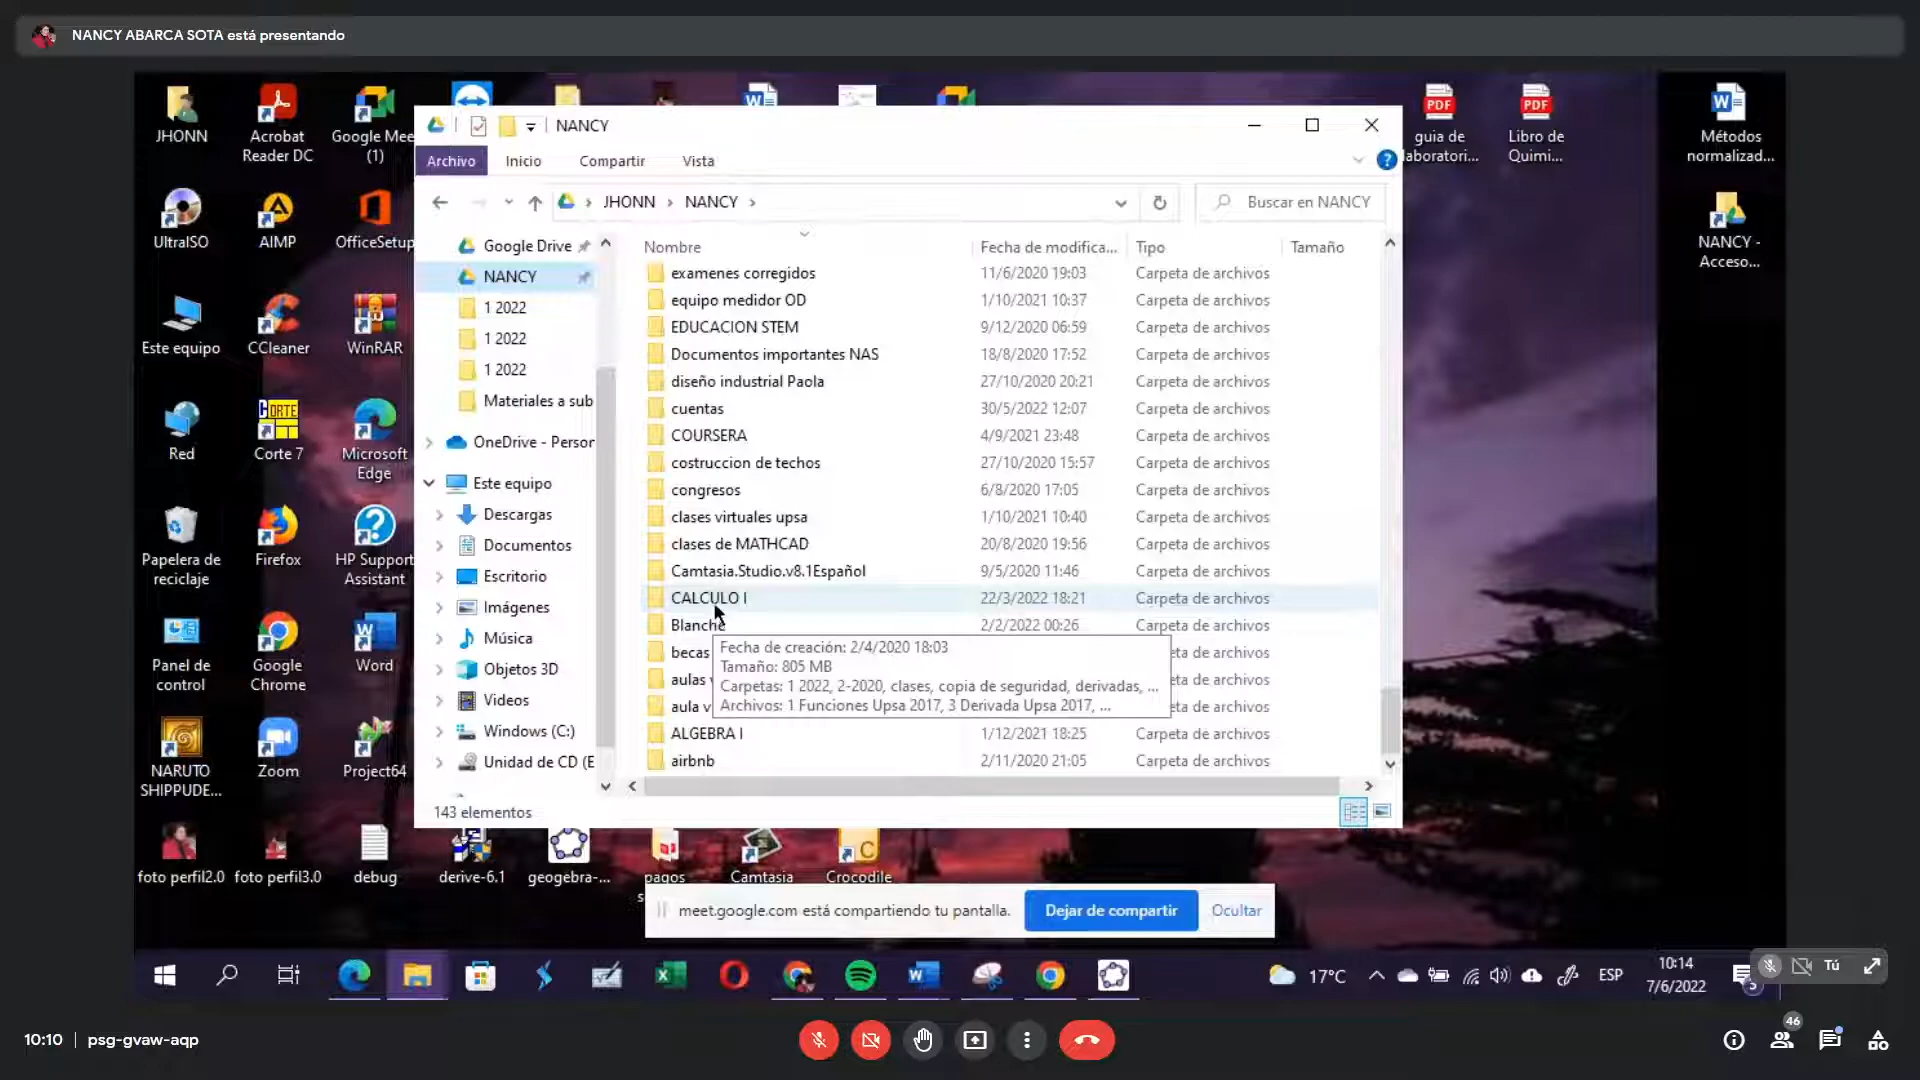 NANCY ABARCA SOTA está presentando
JHONN
Acrobat
Reader DC
Google Mee
(1)
guia de
laboratori...
Libro de
Quimi...
Métodos
normalizad...
UltraISO
AIMP
OfficeSetup
NANCY -
Acceso...
Este equipo
CCleaner
WinRAR
Red
Corte 7
Microsoft
Edge
Papelera de
reciclaje
Firefox
HP Support
Assistant
Panel de
control
Google
Chrome
Word
NARUTO
SHIPPUDE...
Zoom
Project64
foto perfil2.0
foto perfil3.0
debug
derive-6.1
geogebra-...
pagos
Camtasia
Crocodile
NANCY
Archivo
Inicio
Compartir
Vista
JHONN
NANCY
Buscar en NANCY
Google Drive
NANCY
1 2022
1 2022
1 2022
Materiales a sub
OneDrive - Person
Este equipo
Descargas
Documentos
Escritorio
Imágenes
Música
Objetos 3D
Videos
Windows (C:)
Unidad de CD (E
Nombre Fecha de modifica... Tipo Tamaño
examenes corregidos 11/6/2020 19:03 Carpeta de archivos
equipo medidor OD 1/10/2021 10:37 Carpeta de archivos
EDUCACION STEM 9/12/2020 06:59 Carpeta de archivos
Documentos importantes NAS 18/8/2020 17:52 Carpeta de archivos
diseño industrial Paola 27/10/2020 20:21 Carpeta de archivos
cuentas 30/5/2022 12:07 Carpeta de archivos
COURSERA 4/9/2021 23:48 Carpeta de archivos
costruccion de techos 27/10/2020 15:57 Carpeta de archivos
congresos 6/8/2020 17:05 Carpeta de archivos
clases virtuales upsa 1/10/2021 10:40 Carpeta de archivos
clases de MATHCAD 20/8/2020 19:56 Carpeta de archivos
Camtasia.Studio.v8.1Español 9/5/2020 11:46 Carpeta de archivos
CALCULO I 22/3/2022 18:21 Carpeta de archivos
Blanche 2/2/2022 00:26 Carpeta de archivos
becas eta de archivos
aulas v eta de archivos
aula v eta de archivos
Fecha de creación: 2/4/2020 18:03
Tamaño: 805 MB
Carpetas: 1 2022, 2-2020, clases, copia de seguridad, derivadas, ...
Archivos: 1 Funciones Upsa 2017, 3 Derivada Upsa 2017, ...
ALGEBRA I 1/12/2021 18:25 Carpeta de archivos
airbnb 2/11/2020 21:05 Carpeta de archivos
143 elementos
meet.google.com está compartiendo tu pantalla.
Dejar de compartir
Ocultar
17°C
ESP
10:14
7/6/2022
Tú
10:10 | psg-gvaw-aqp
46